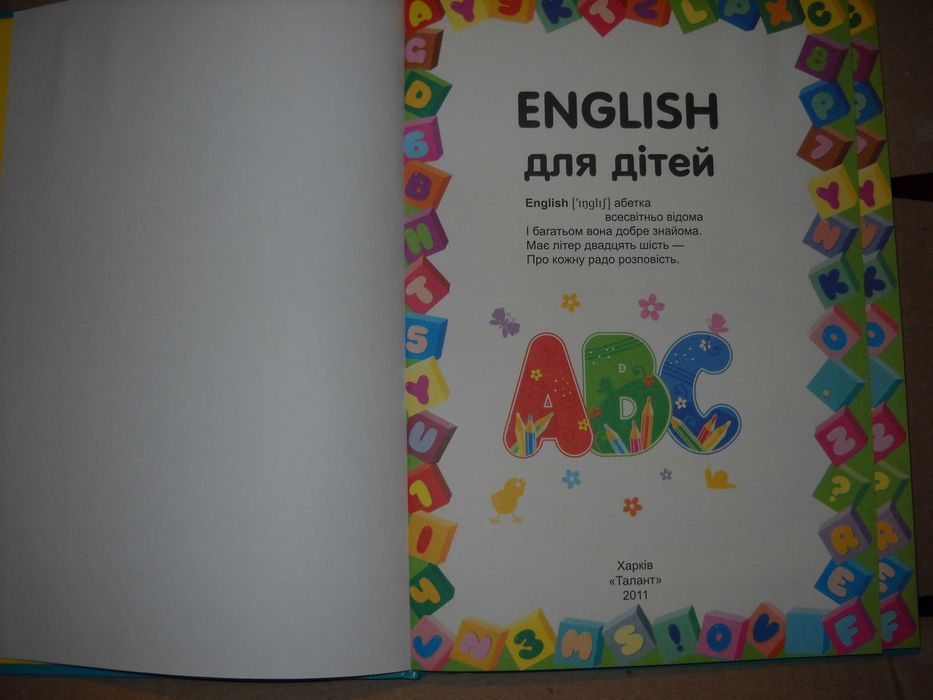 ENGLISH
для дітей
English [ˈɪŋglɪʃ] абетка
всесвітньо відома
І багатьом вона добре знайома.
Має літер двадцять шість —
Про кожну радо розповість.
ABC
Харків
«Талант»
2011